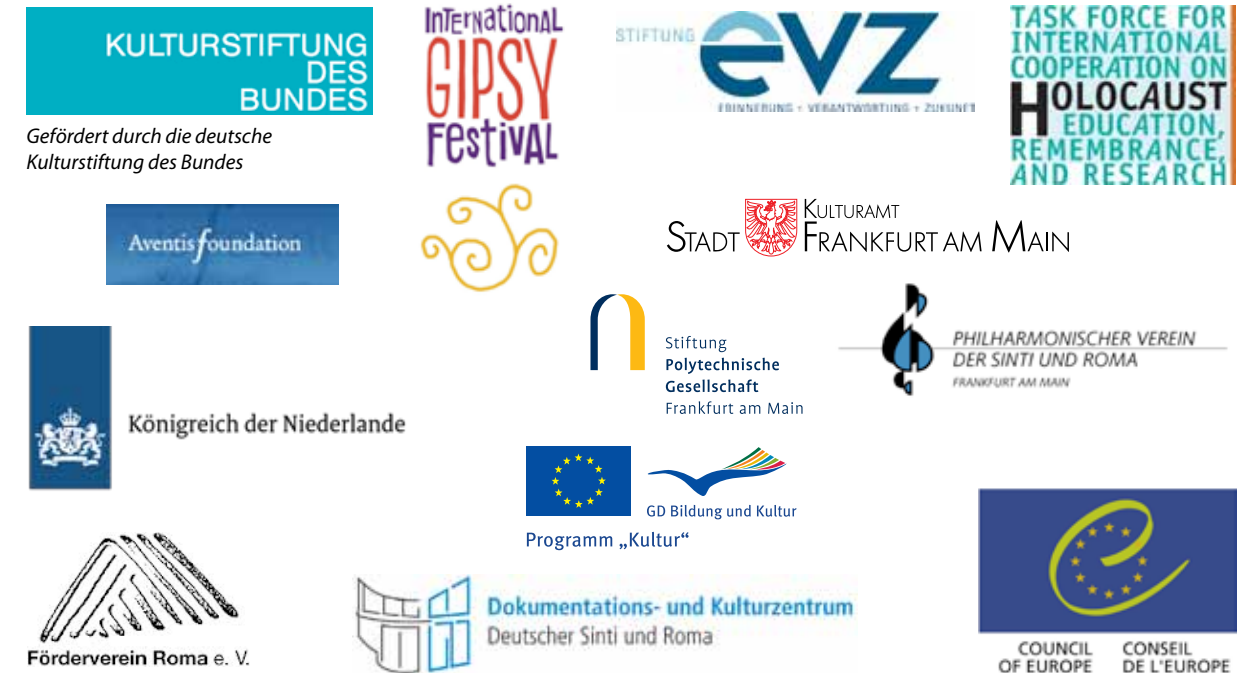 KULTURSTIFTUNG
DES
BUNDES
Gefördert durch die deutsche
Kulturstiftung des Bundes
INTERNATIONAL
GIPSY
FESTIVAL
STIFTUNG
EVZ
ERINNERUNG + VERANTWORTUNG + ZUKUNFT
TASK FORCE FOR
INTERNATIONAL
COOPERATION ON
HOLOCAUST
EDUCATION,
REMEMBRANCE,
AND RESEARCH
Aventis foundation
KULTURAMT
STADT FRANKFURT AM MAIN
Stiftung
Polytechnische
Gesellschaft
Frankfurt am Main
PHILHARMONISCHER VEREIN
DER SINTI UND ROMA
FRANKFURT AM MAIN
Königreich der Niederlande
GD Bildung und Kultur
Programm „Kultur“
Förderverein Roma e. V.
Dokumentations- und Kulturzentrum
Deutscher Sinti und Roma
COUNCIL CONSEIL
OF EUROPE DE L'EUROPE